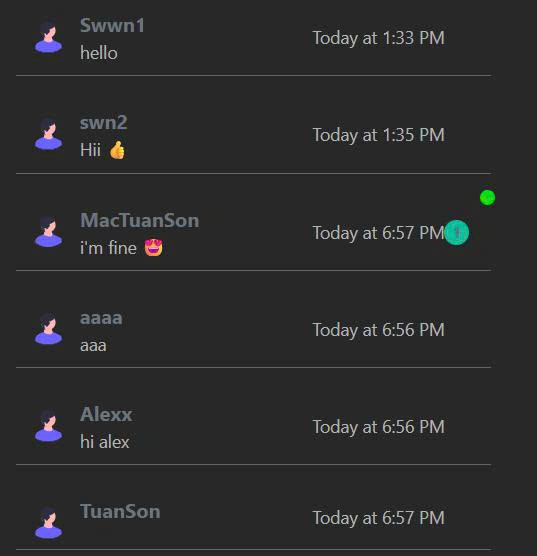 Swwn1
Today at 1:33 PM
hello
swn2
Today at 1:35 PM
Hii 👍
MacTuanSon
Today at 6:57 PM
1
i'm fine 😍
aaaa
Today at 6:56 PM
aaa
Alexx
Today at 6:56 PM
hi alex
TuanSon
Today at 6:57 PM